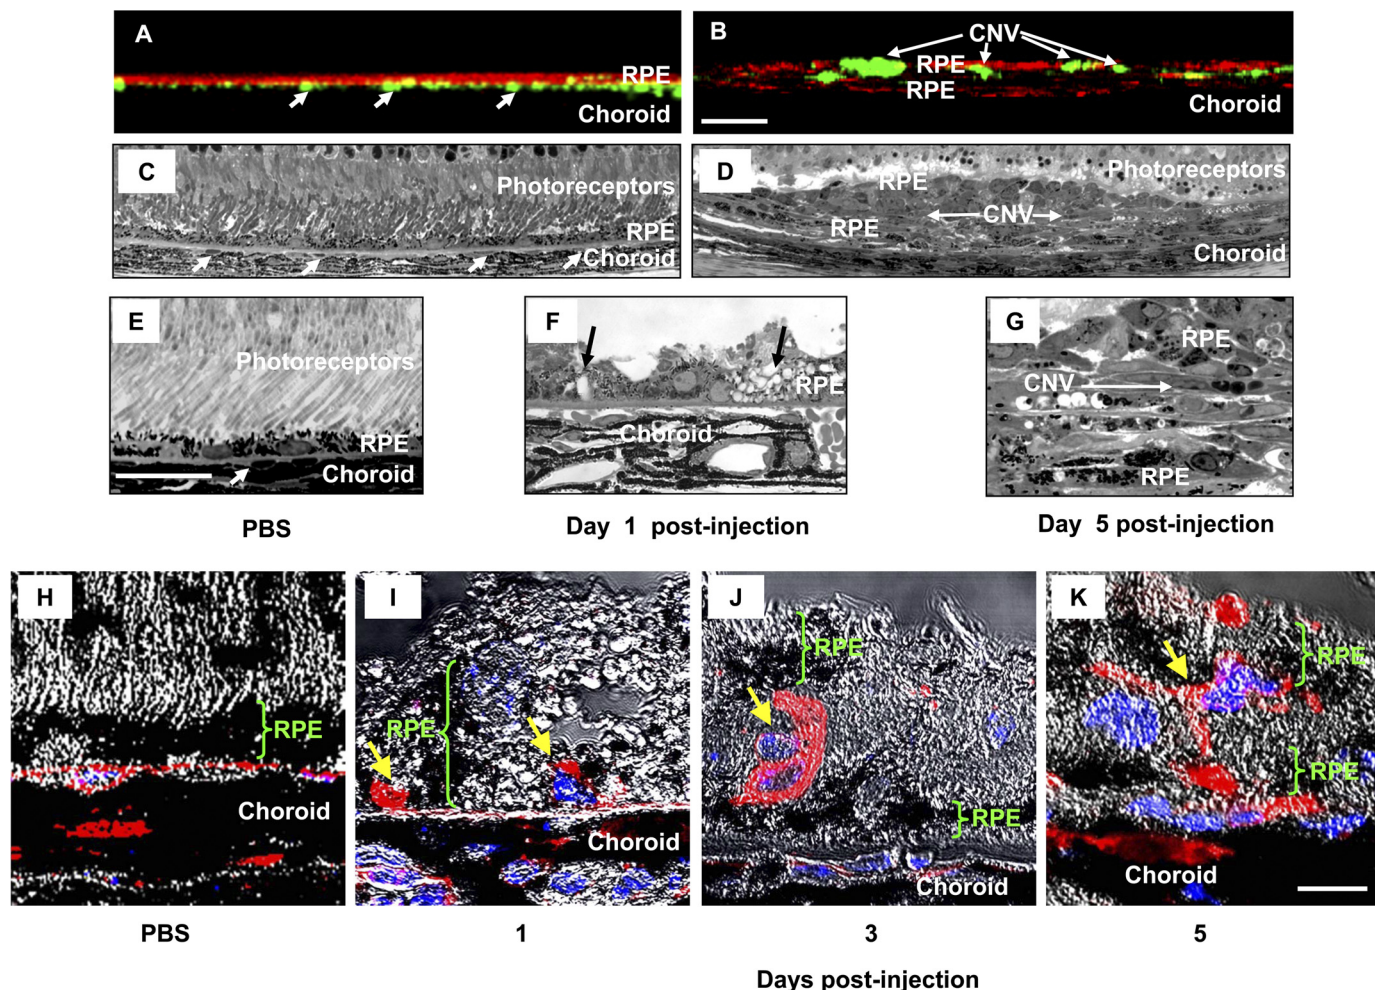 A
RPE
Choroid
B
CNV
RPE
RPE
Choroid
C
Photoreceptors
RPE
Choroid
D
RPE
Photoreceptors
CNV
RPE
Choroid
E
Photoreceptors
RPE
Choroid
F
RPE
Choroid
G
RPE
CNV
RPE
PBS
Day 1 post-injection
Day 5 post-injection
H
RPE
Choroid
I
RPE
Choroid
J
RPE
RPE
Choroid
K
RPE
RPE
Choroid
PBS
1
3
5
Days post-injection